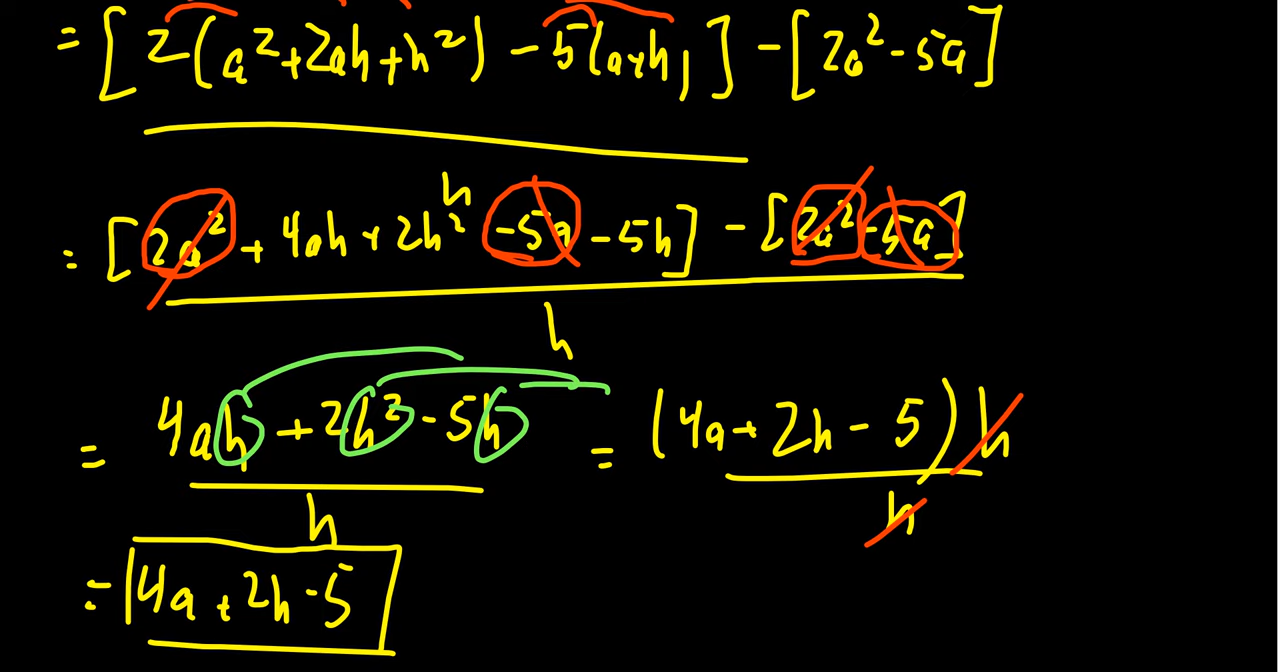 = [ 2(a²+2ah+h²) - 5(a+h) ] - [2a² - 5a]
h
= [2a² + 4ah + 2h² - 5a - 5h] - [2a² - 5a]
h
= 4ah + 2h² - 5h = (4a + 2h - 5) h
h h
= 4a + 2h - 5